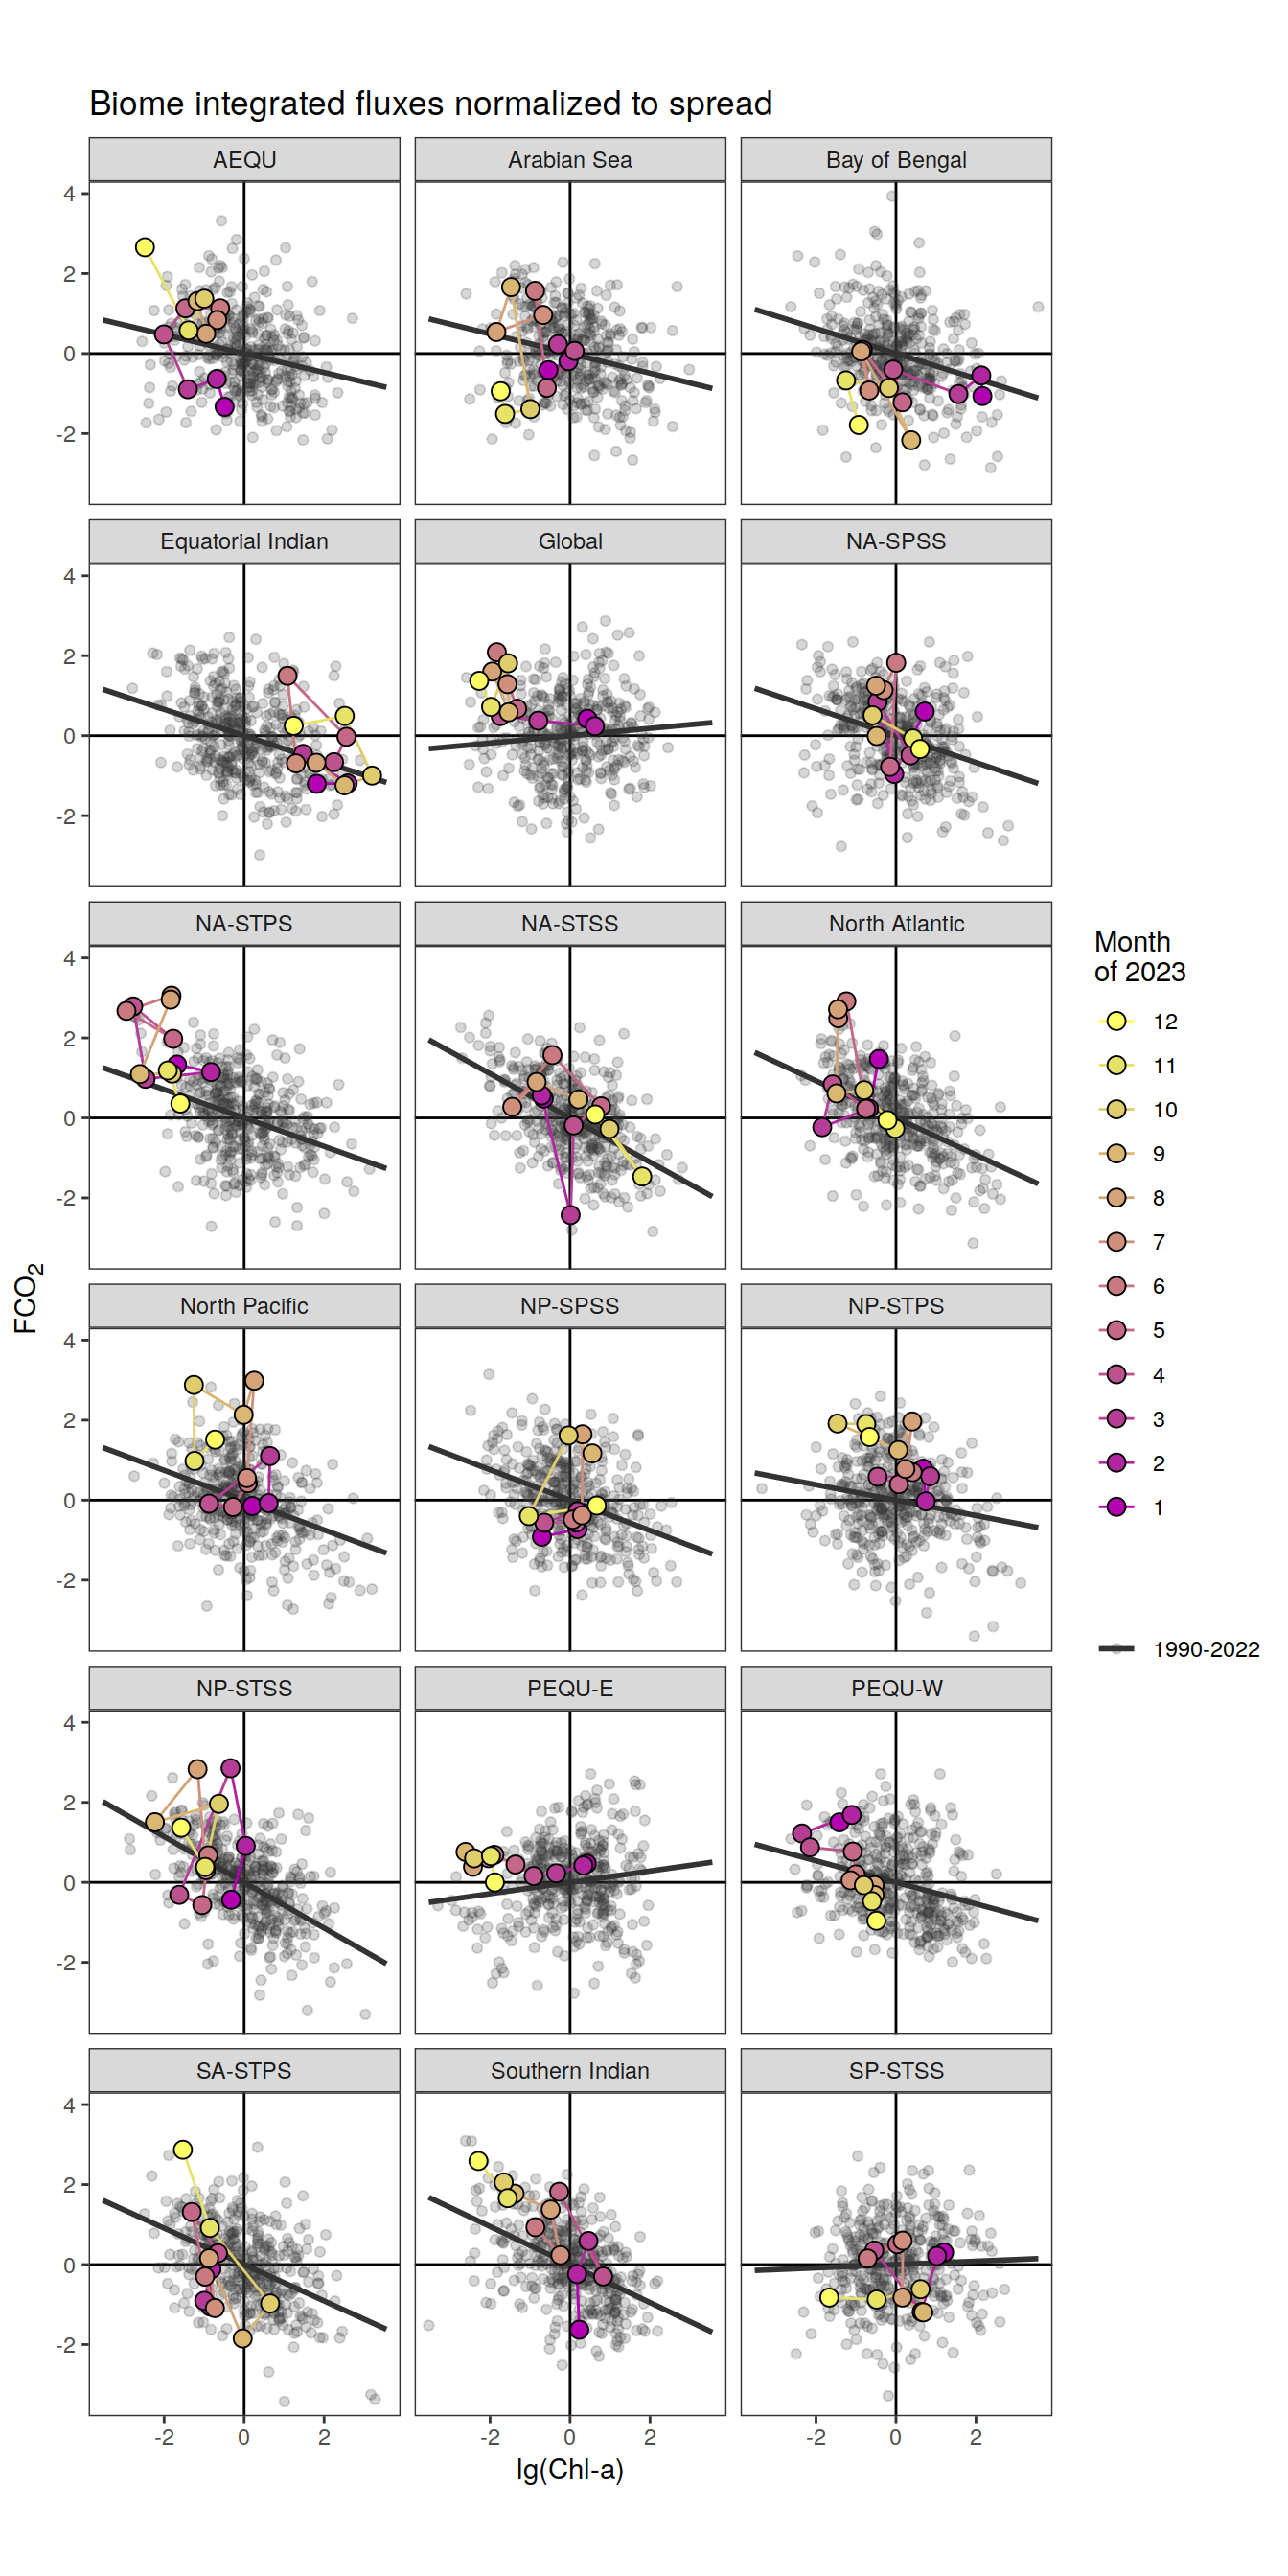 Biome integrated fluxes normalized to spread
AEQU
Arabian Sea
Bay of Bengal
4
2
0
-2
Equatorial Indian
Global
NA-SPSS
4
2
0
-2
NA-STPS
NA-STSS
North Atlantic
4
2
0
-2
North Pacific
NP-SPSS
NP-STPS
4
2
0
-2
NP-STSS
PEQU-E
PEQU-W
4
2
0
-2
SA-STPS
Southern Indian
SP-STSS
4
2
0
-2
-2 0 2
-2 0 2
-2 0 2
lg(Chl-a)
FCO₂
Month
of 2023
12
11
10
9
8
7
6
5
4
3
2
1
1990-2022